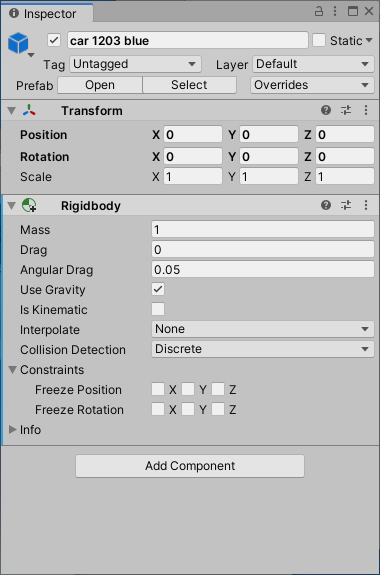 Inspector
car 1203 blue
Static
Tag Untagged Layer Default
Prefab Open Select Overrides
Transform
Position X 0 Y 0 Z 0
Rotation X 0 Y 0 Z 0
Scale X 1 Y 1 Z 1
Rigidbody
Mass 1
Drag 0
Angular Drag 0.05
Use Gravity
Is Kinematic
Interpolate None
Collision Detection Discrete
Constraints
Freeze Position X Y Z
Freeze Rotation X Y Z
Info
Add Component